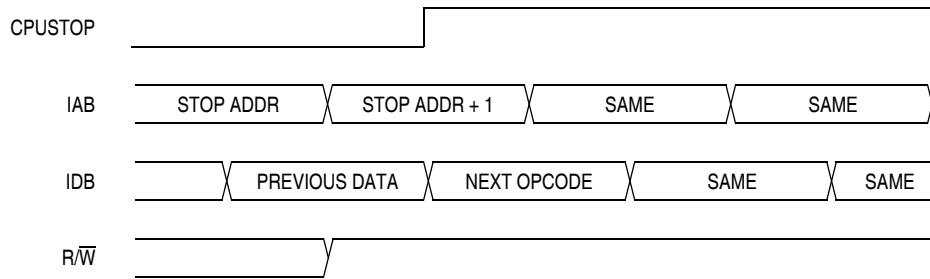 CPUSTOP
IAB STOP ADDR STOP ADDR + 1 SAME SAME
IDB PREVIOUS DATA NEXT OPCODE SAME SAME
R/W̅